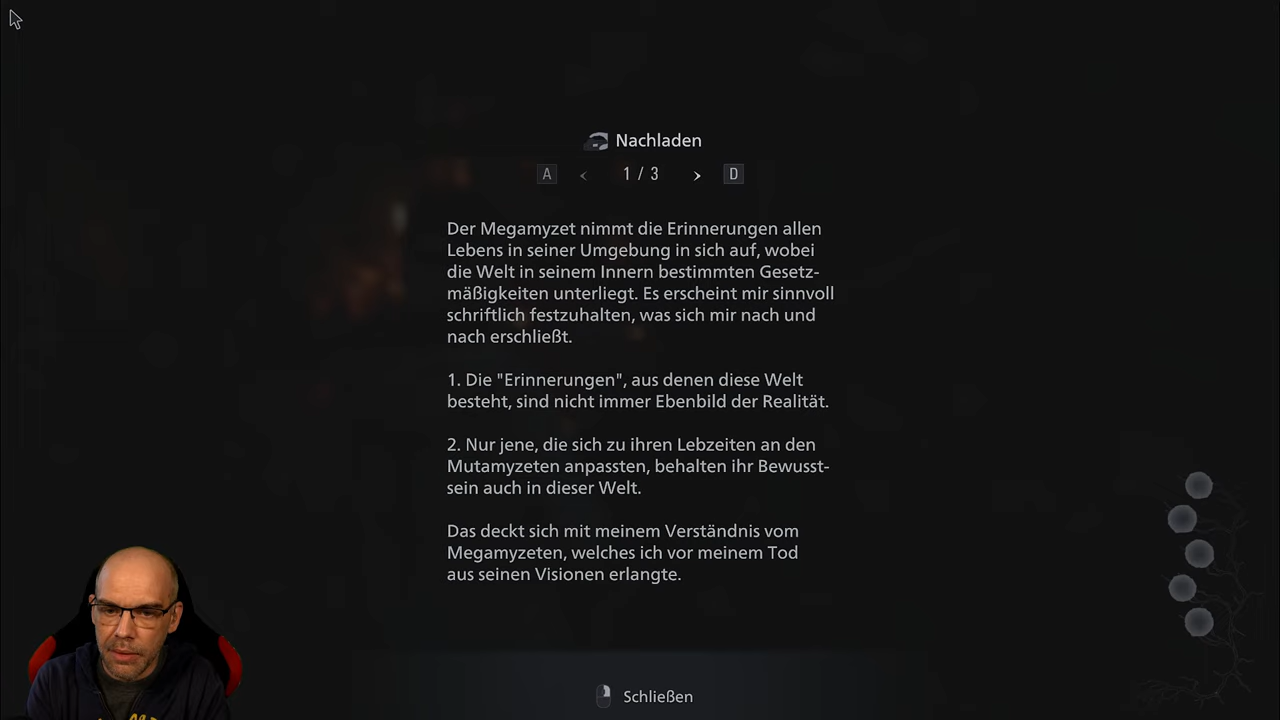 Nachladen
A < 1 / 3 > D
Der Megamyzet nimmt die Erinnerungen allen
Lebens in seiner Umgebung in sich auf, wobei
die Welt in seinem Innern bestimmten Gesetz-
mäßigkeiten unterliegt. Es erscheint mir sinnvoll
schriftlich festzuhalten, was sich mir nach und
nach erschließt.
1. Die "Erinnerungen", aus denen diese Welt
besteht, sind nicht immer Ebenbild der Realität.
2. Nur jene, die sich zu ihren Lebzeiten an den
Mutamyzeten anpassten, behalten ihr Bewusst-
sein auch in dieser Welt.
Das deckt sich mit meinem Verständnis vom
Megamyzeten, welches ich vor meinem Tod
aus seinen Visionen erlangte.
Schließen